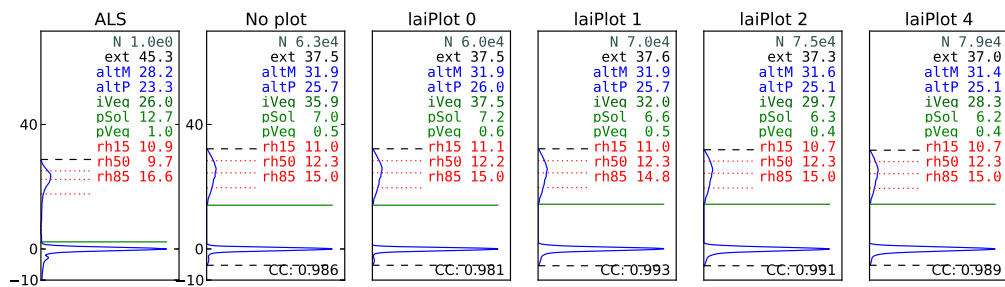 ALS
N 1.0e0
ext 45.3
altM 28.2
altP 23.3
iVeg 26.0
pSol 12.7
pVeg 1.0
rh15 10.9
rh50 9.7
rh85 16.6
40
0
−10
No plot
N 6.3e4
ext 37.5
altM 31.9
altP 25.7
iVeg 35.9
pSol 7.0
pVeg 0.5
rh15 11.0
rh50 12.3
rh85 15.0
40
0
−10
CC: 0.986
laiPlot 0
N 6.0e4
ext 37.5
altM 31.9
altP 26.0
iVeg 37.5
pSol 7.2
pVeg 0.6
rh15 11.1
rh50 12.2
rh85 15.0
CC: 0.981
laiPlot 1
N 7.0e4
ext 37.6
altM 31.9
altP 25.7
iVeg 32.0
pSol 6.6
pVeg 0.5
rh15 11.0
rh50 12.3
rh85 14.8
CC: 0.993
laiPlot 2
N 7.5e4
ext 37.3
altM 31.6
altP 25.1
iVeg 29.7
pSol 6.3
pVeg 0.4
rh15 10.7
rh50 12.3
rh85 15.0
CC: 0.991
laiPlot 4
N 7.9e4
ext 37.0
altM 31.4
altP 25.1
iVeg 28.3
pSol 6.2
pVeg 0.4
rh15 10.7
rh50 12.3
rh85 15.0
CC: 0.989